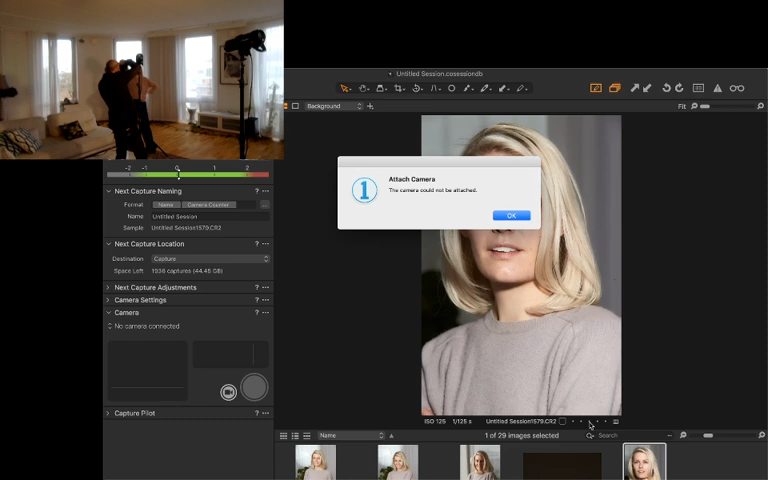 Untitled Session.cosessiondb
Background
Fit
-2 -1 0 1 2
Next Capture Naming
Format Name Camera Counter
Name Untitled Session
Sample Untitled Session1579.CR2
Next Capture Location
Destination Capture
Space Left 1936 captures (44.45 GB)
Next Capture Adjustments
Camera Settings
Camera
No camera connected
Capture Pilot
1
Attach Camera
The camera could not be attached.
OK
ISO 125 1/125 s Untitled Session1579.CR2
Name
1 of 29 images selected
Search